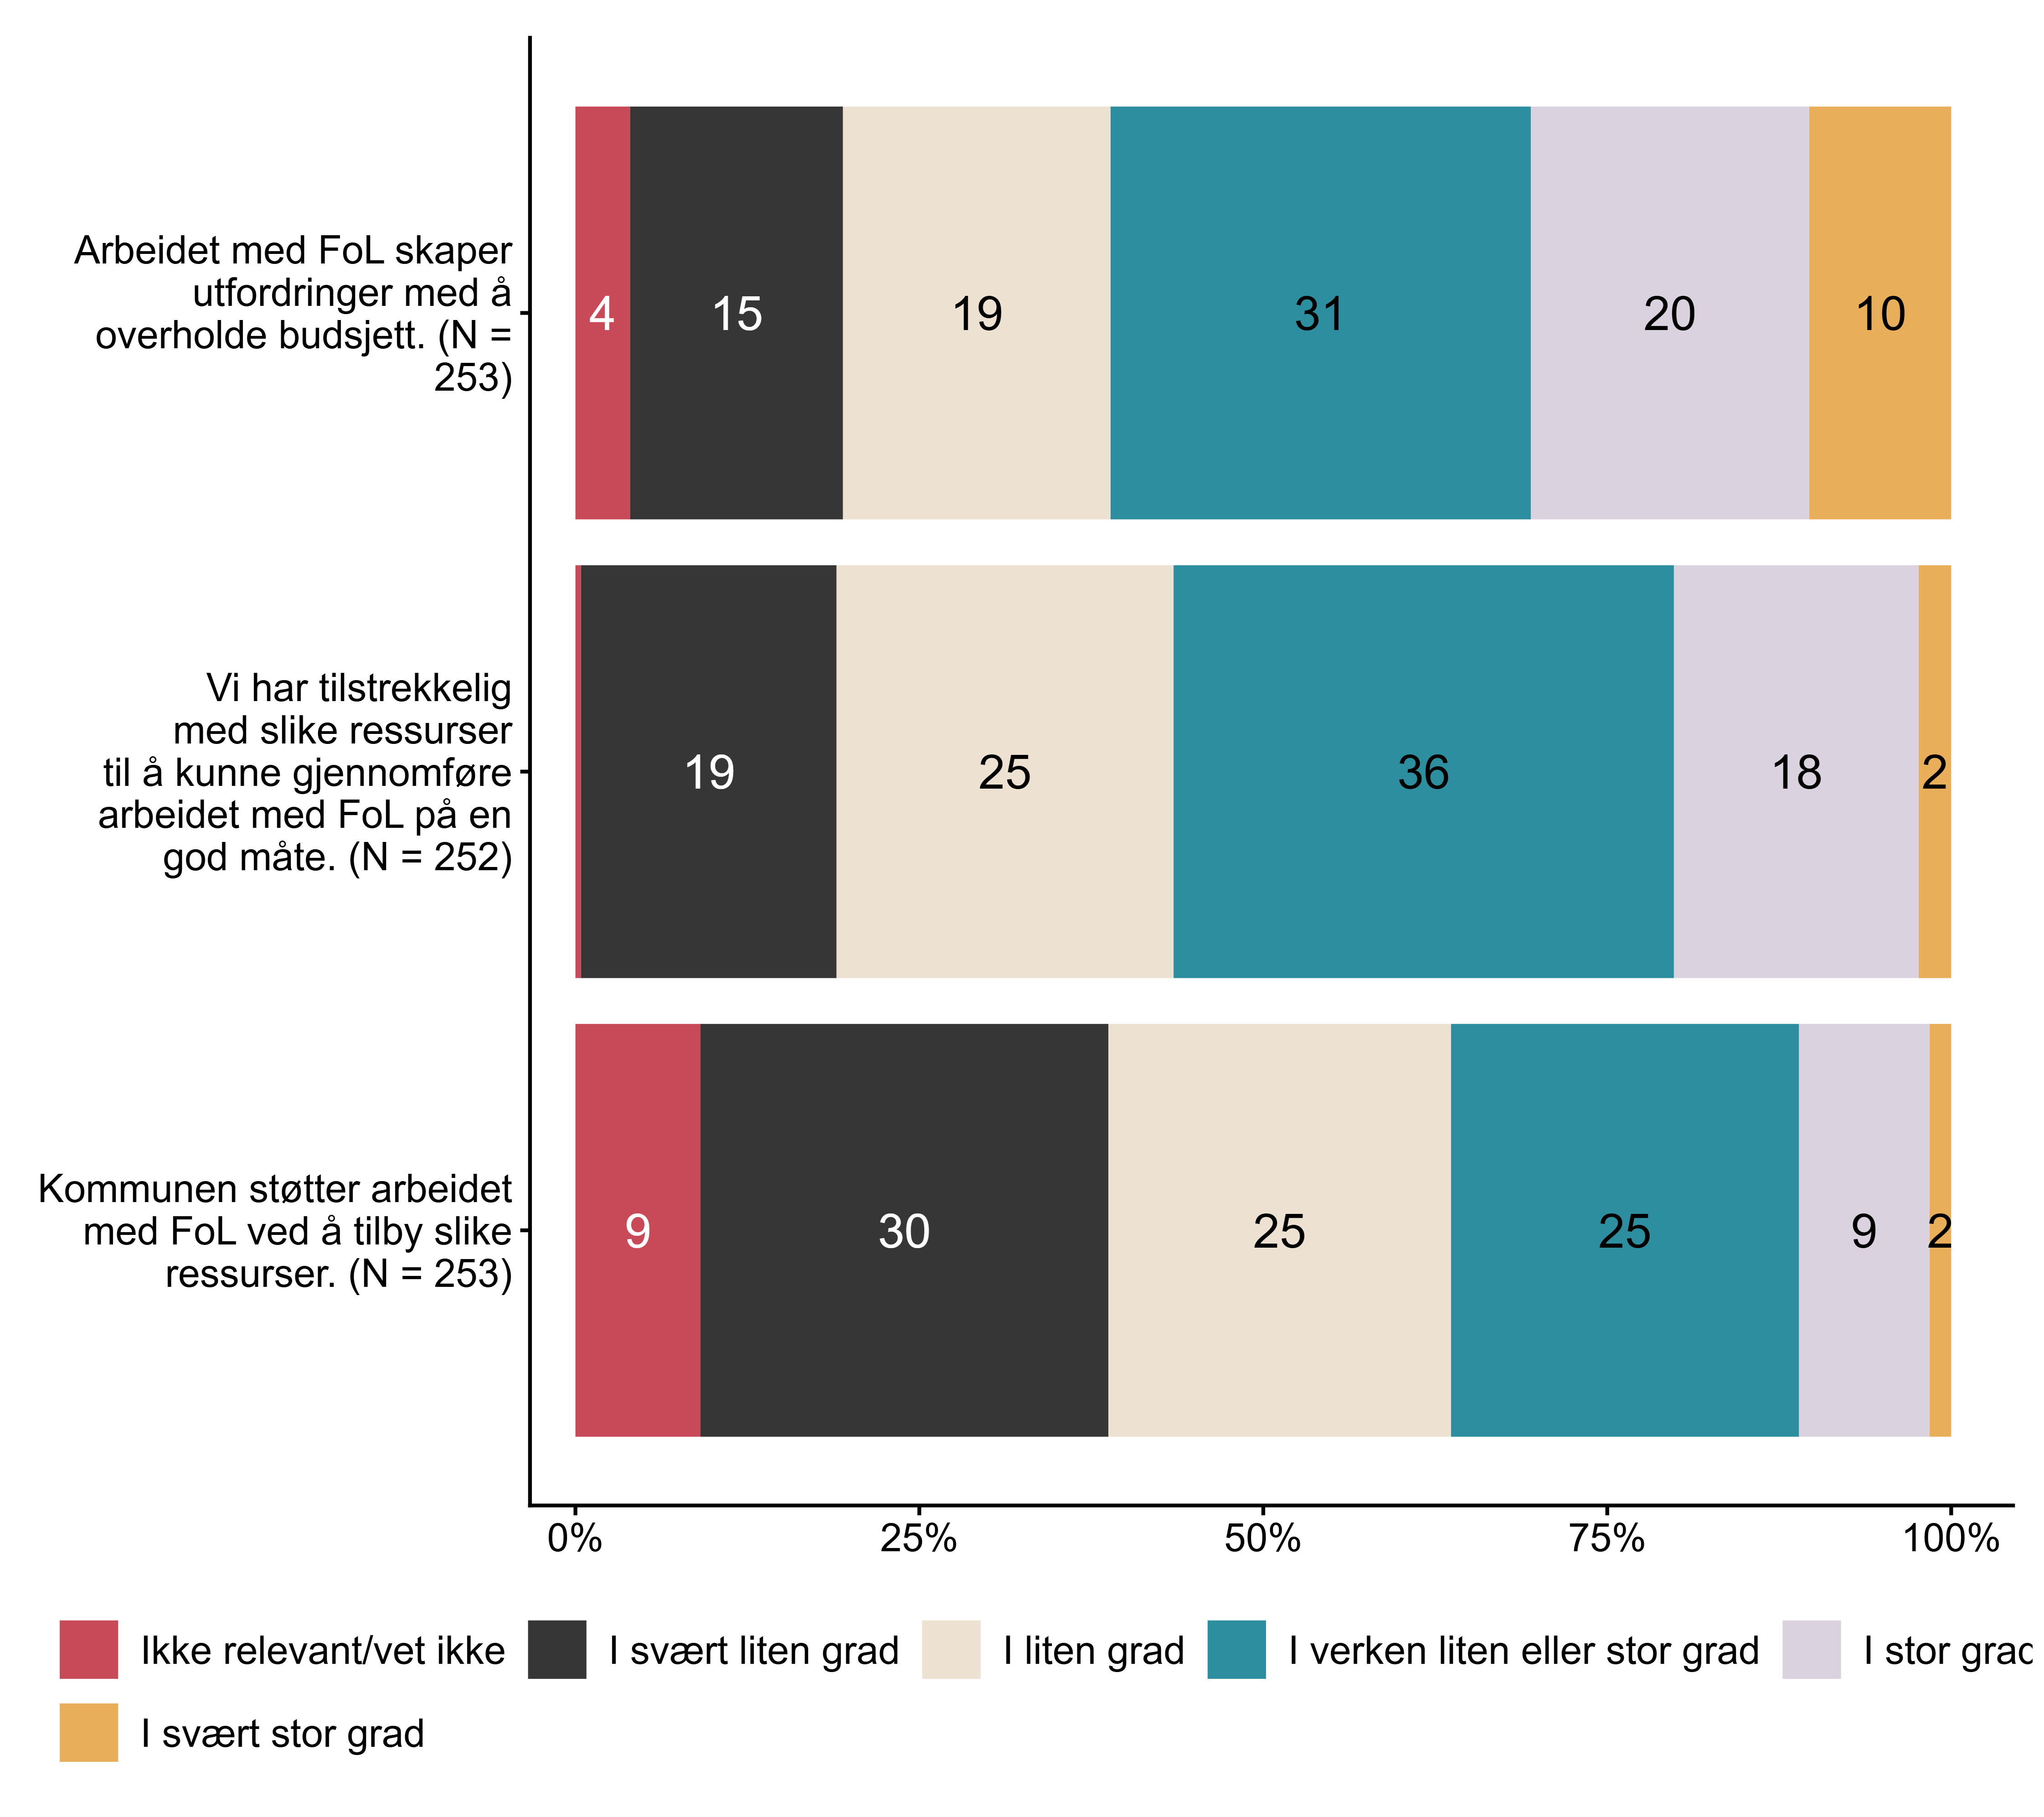 Arbeidet med FoL skaper
utfordringer med å
overholde budsjett. (N =
253)
4 15 19 31 20 10
Vi har tilstrekkelig
med slike ressurser
til å kunne gjennomføre
arbeidet med FoL på en
god måte. (N = 252)
19 25 36 18 2
Kommunen støtter arbeidet
med FoL ved å tilby slike
ressurser. (N = 253)
9 30 25 25 9 2
0% 25% 50% 75% 100%
Ikke relevant/vet ikke I svært liten grad I liten grad I verken liten eller stor grad I stor grad
I svært stor grad